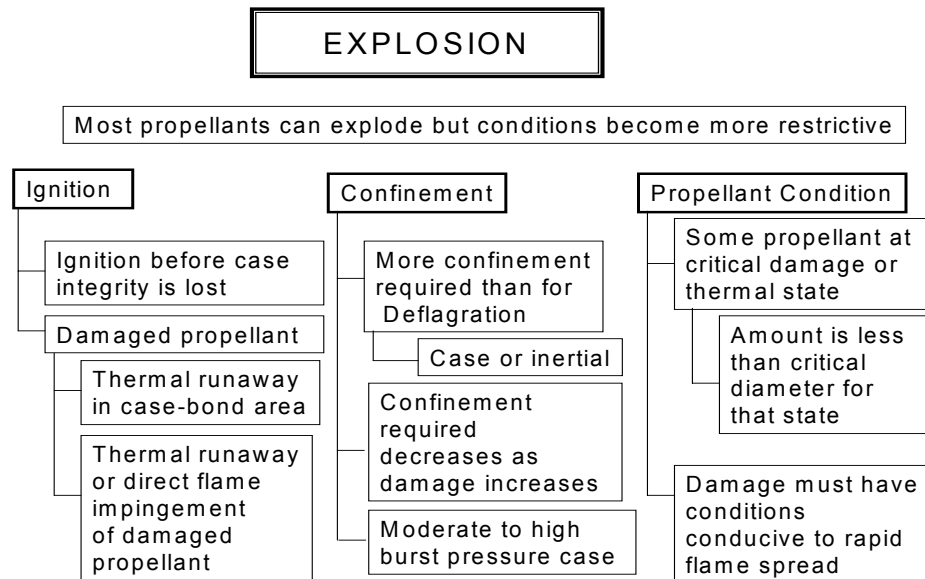 EXPLOSION
Most propellants can explode but conditions become more restrictive
Ignition
Ignition before case
integrity is lost
Damaged propellant
Thermal runaway
in case-bond area
Thermal runaway
or direct flame
impingement
of damaged
propellant
Confinement
More confinement
required than for
Deflagration
Case or inertial
Confinement
required
decreases as
damage increases
Moderate to high
burst pressure case
Propellant Condition
Some propellant at
critical damage or
thermal state
Amount is less
than critical
diameter for
that state
Damage must have
conditions
conducive to rapid
flame spread